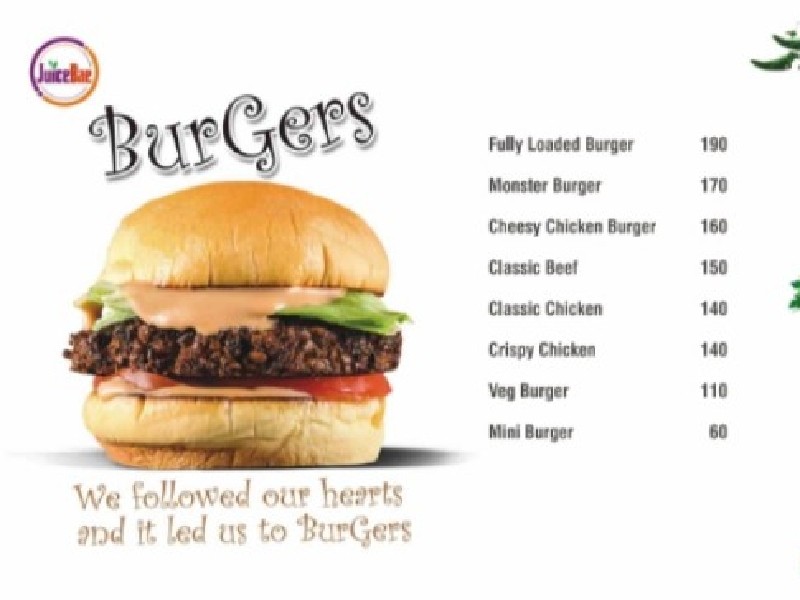 JuiceBae
BurGers
Fully Loaded Burger 190
Monster Burger 170
Cheesy Chicken Burger 160
Classic Beef 150
Classic Chicken 140
Crispy Chicken 140
Veg Burger 110
Mini Burger 60
We followed our hearts
and it led us to BurGers